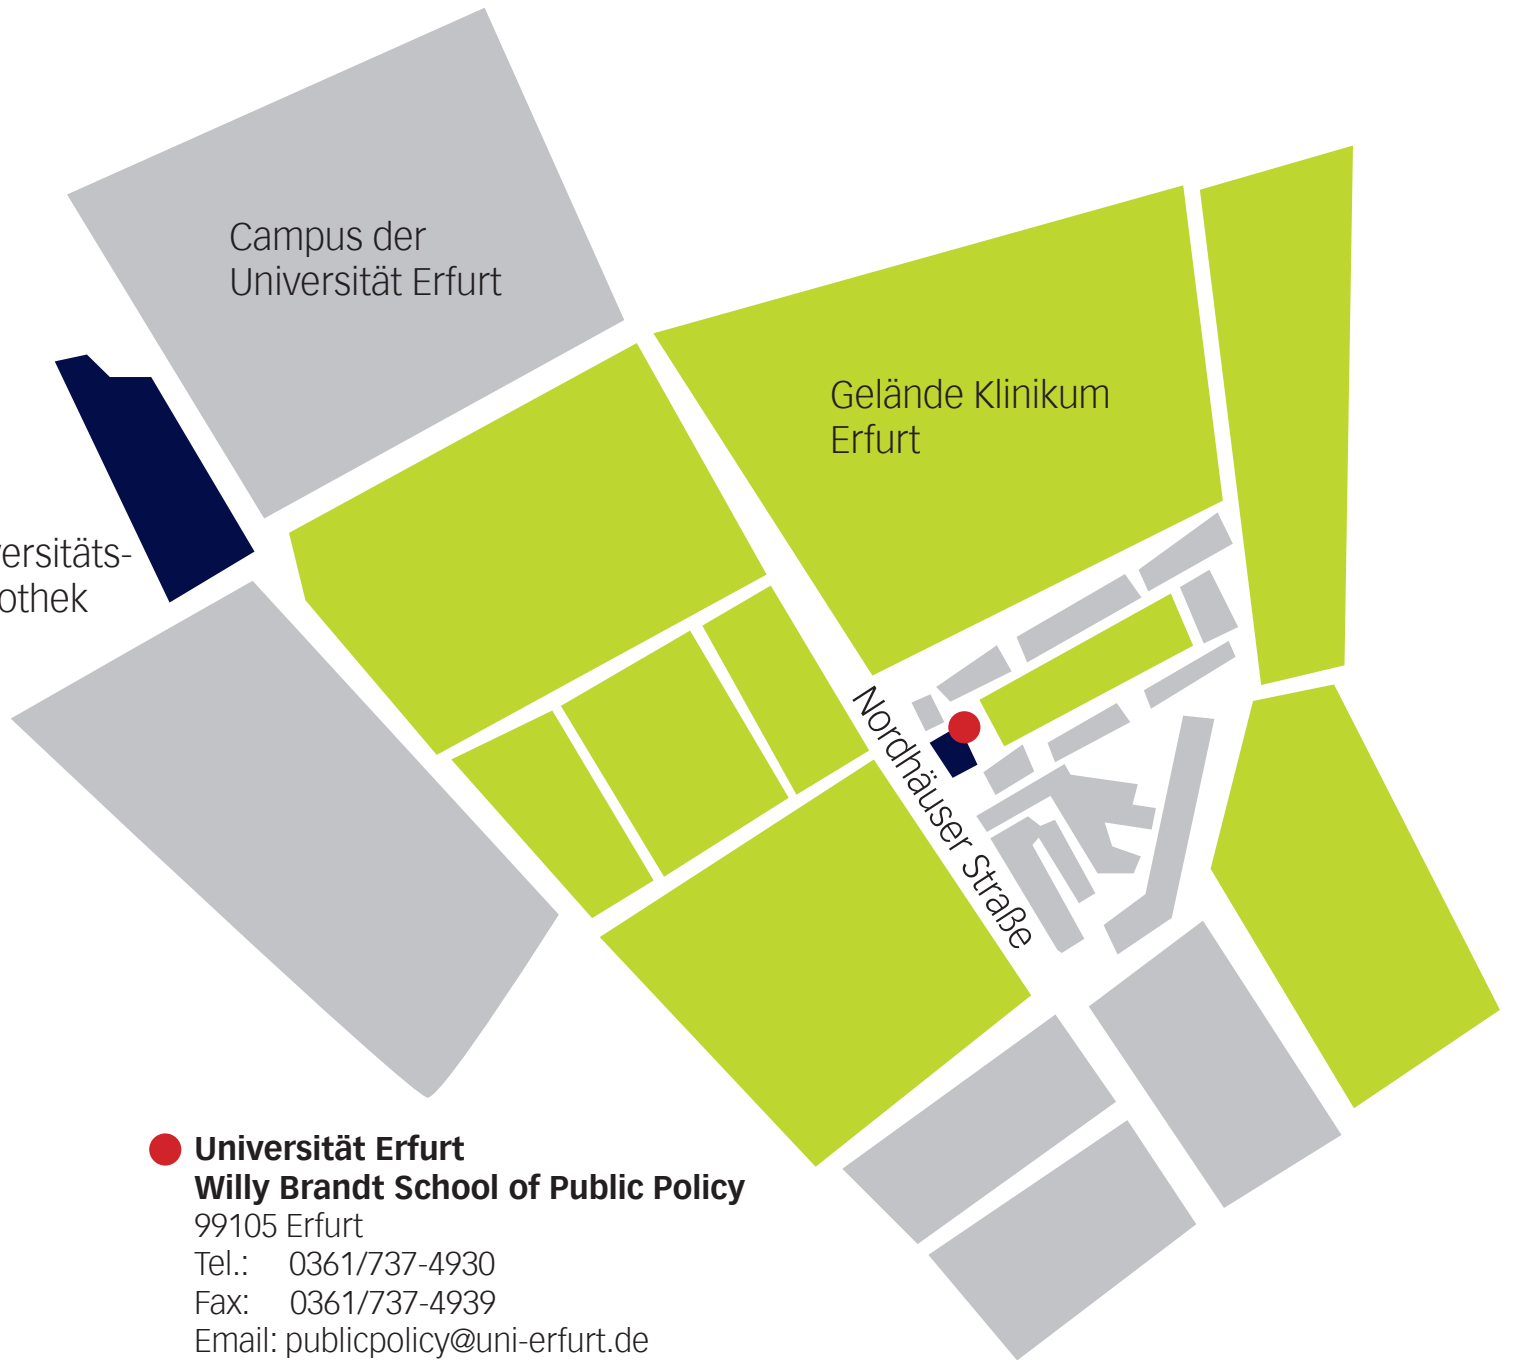 Campus der
Universität Erfurt
Gelände Klinikum
Erfurt
ersitäts-
othek
Nordhäuser Straße
Universität Erfurt
Willy Brandt School of Public Policy
99105 Erfurt
Tel.: 0361/737-4930
Fax: 0361/737-4939
Email: publicpolicy@uni-erfurt.de